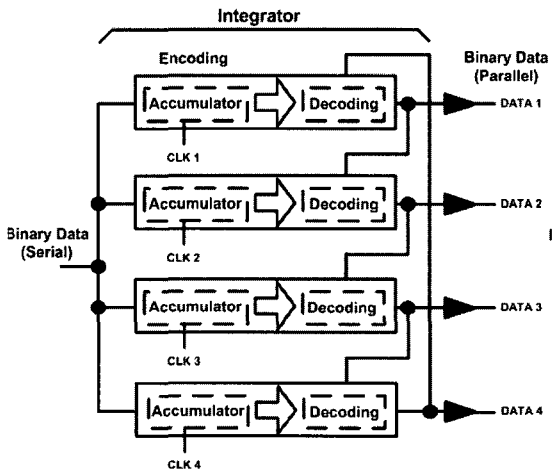 Integrator
Encoding
Binary Data
(Parallel)
Accumulator
Decoding
DATA 1
CLK 1
Accumulator
Decoding
DATA 2
CLK 2
Binary Data
(Serial)
Accumulator
Decoding
DATA 3
CLK 3
Accumulator
Decoding
DATA 4
CLK 4